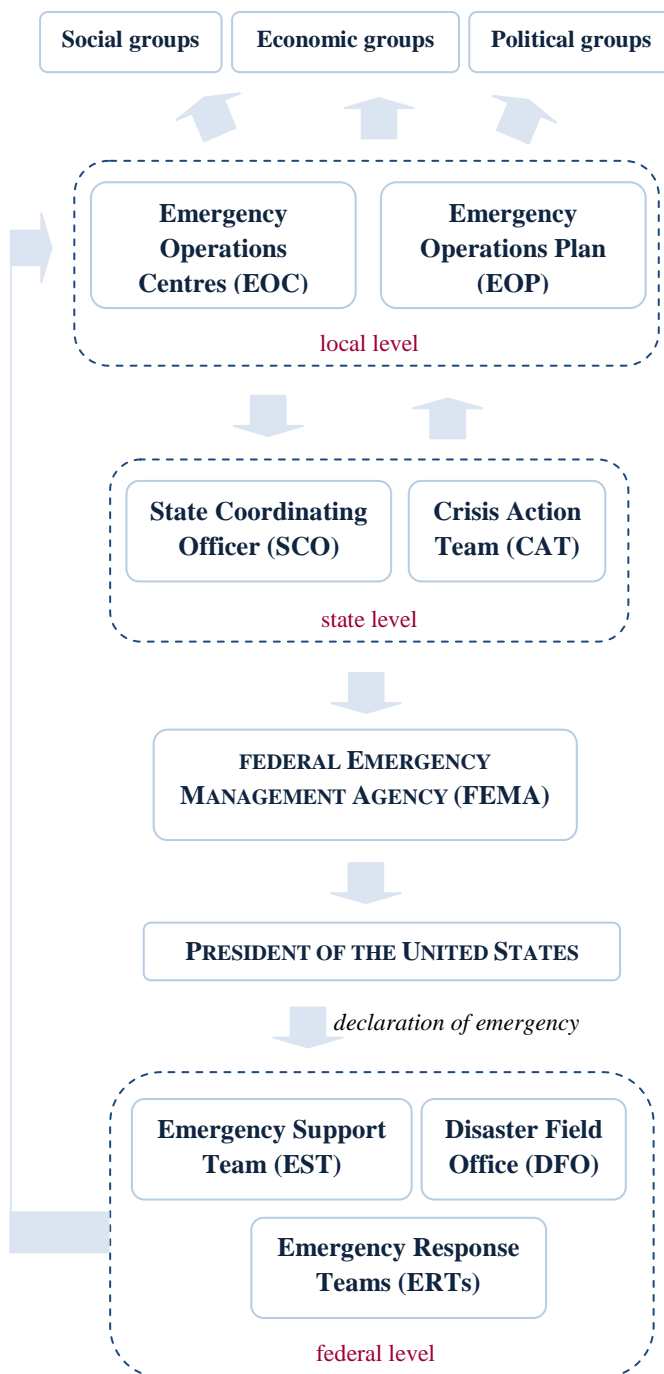 Social groups
Economic groups
Political groups
Emergency
Operations
Centres (EOC)
Emergency
Operations Plan
(EOP)
local level
State Coordinating
Officer (SCO)
Crisis Action
Team (CAT)
state level
FEDERAL EMERGENCY
MANAGEMENT AGENCY (FEMA)
PRESIDENT OF THE UNITED STATES
declaration of emergency
Emergency Support
Team (EST)
Disaster Field
Office (DFO)
Emergency Response
Teams (ERTs)
federal level